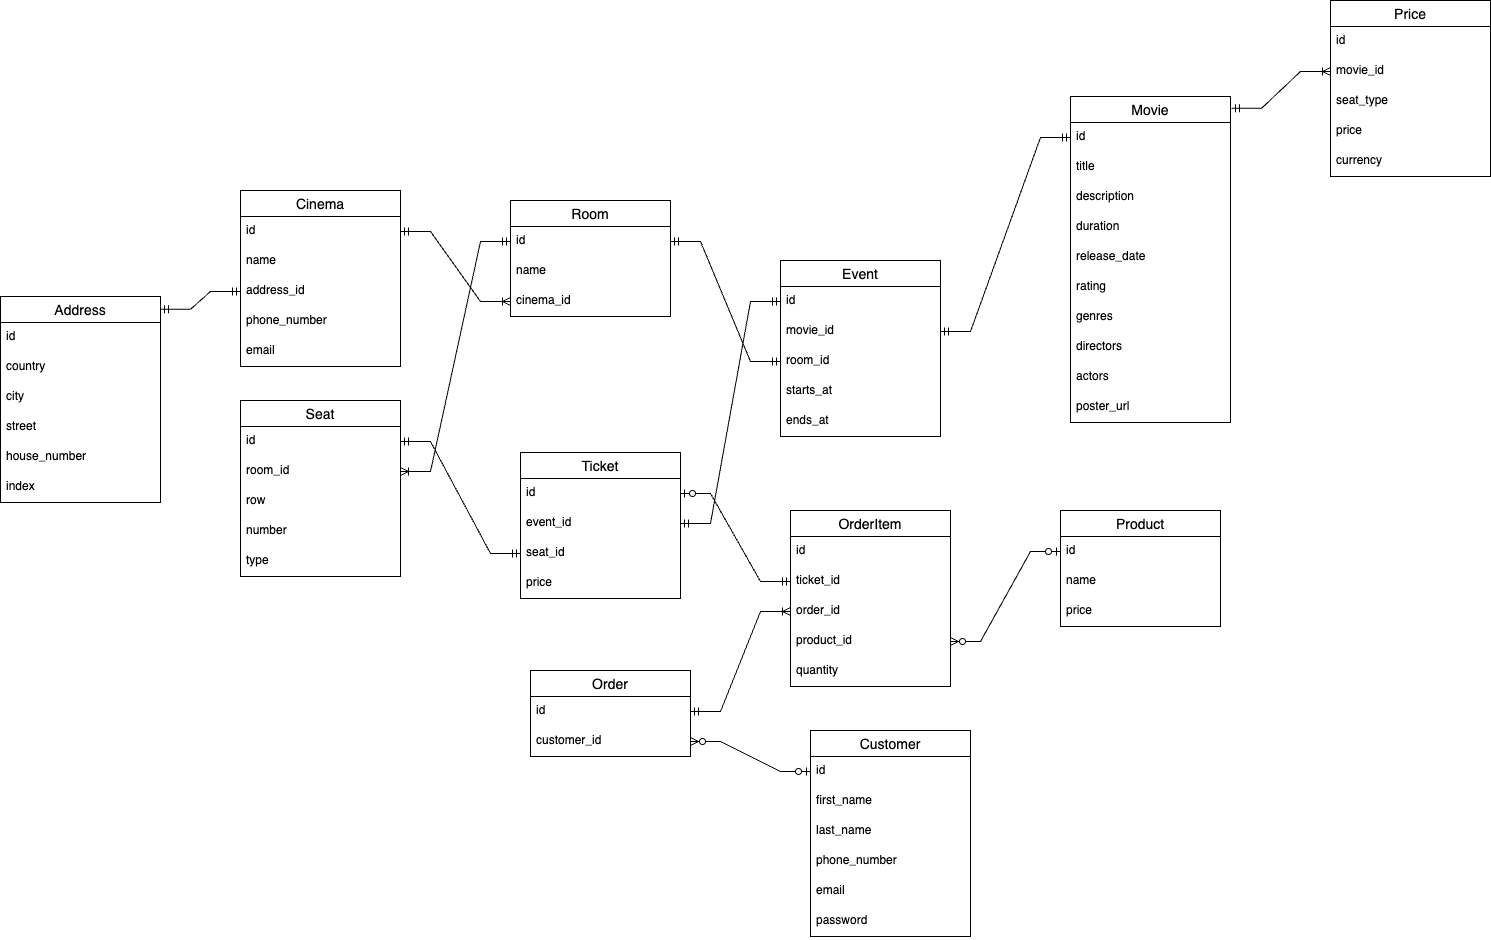 Price
id
movie_id
seat_type
price
currency
Movie
id
title
description
duration
release_date
rating
genres
directors
actors
poster_url
Cinema
id
name
address_id
phone_number
email
Room
id
name
cinema_id
Event
id
movie_id
room_id
starts_at
ends_at
Address
id
country
city
street
house_number
index
Seat
id
room_id
row
number
type
Ticket
id
event_id
seat_id
price
OrderItem
id
ticket_id
order_id
product_id
quantity
Product
id
name
price
Order
id
customer_id
Customer
id
first_name
last_name
phone_number
email
password